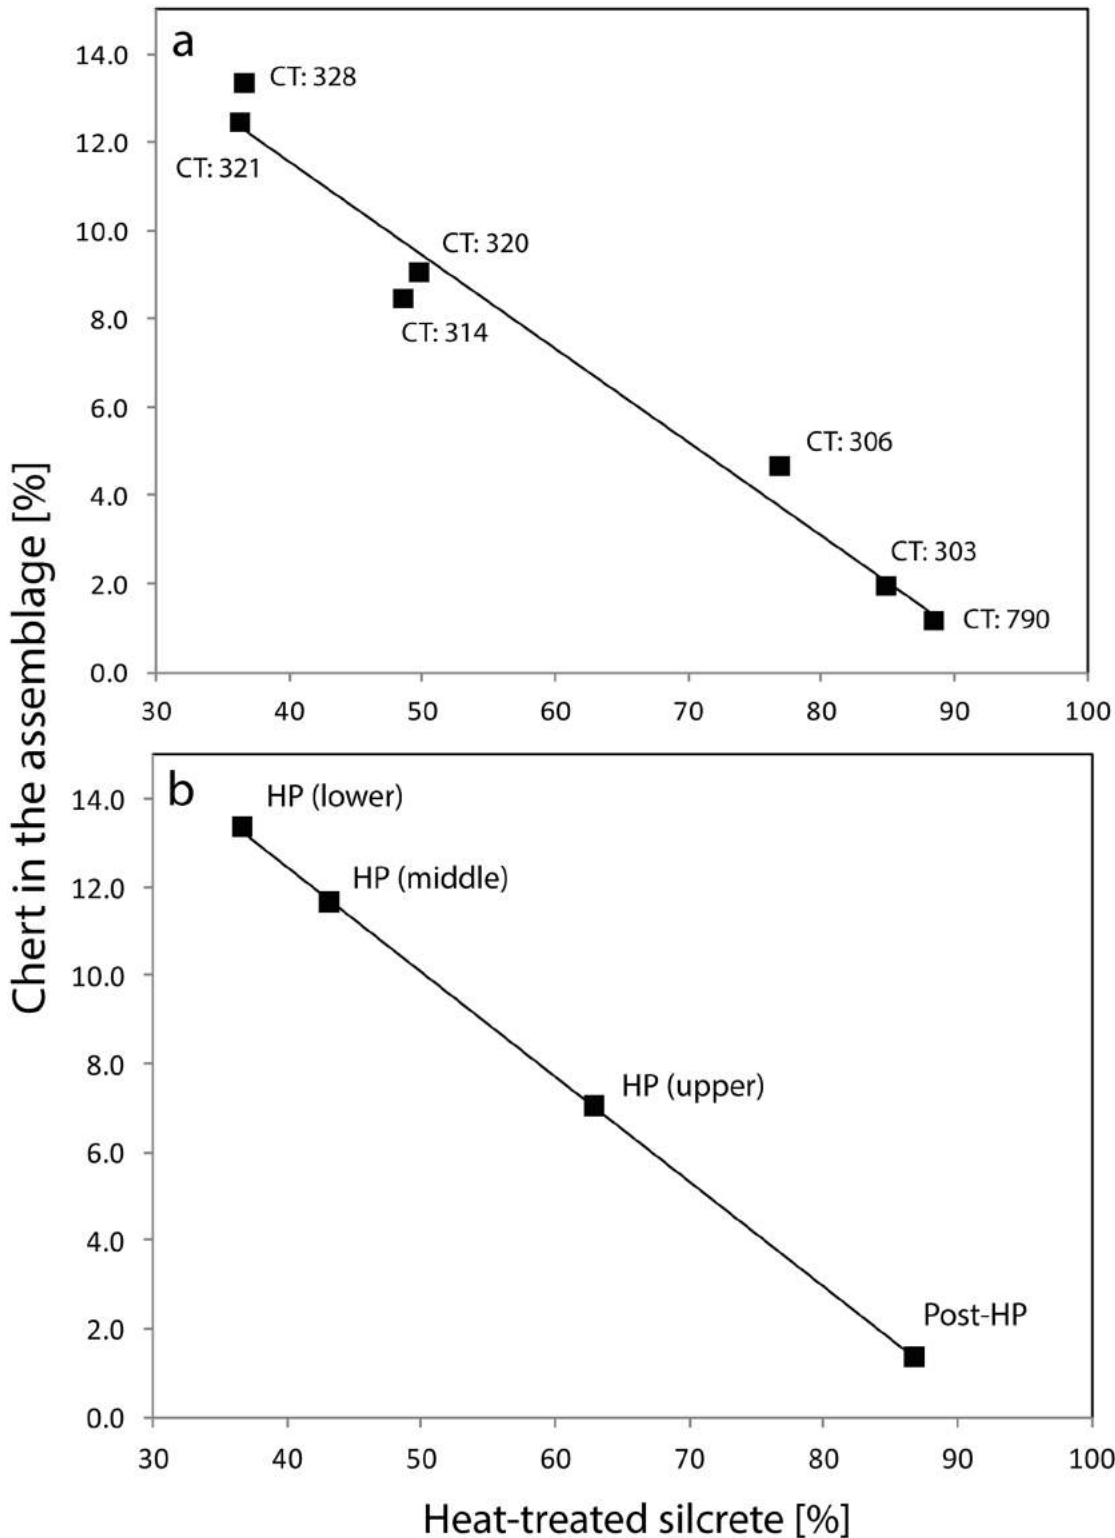 a
14.0
12.0
10.0
8.0
6.0
4.0
2.0
0.0
CT: 328
CT: 321
CT: 320
CT: 314
CT: 306
CT: 303
CT: 790
30 40 50 60 70 80 90 100
Chert in the assemblage [%]
b
14.0
12.0
10.0
8.0
6.0
4.0
2.0
0.0
HP (lower)
HP (middle)
HP (upper)
Post-HP
30 40 50 60 70 80 90 100
Heat-treated silcrete [%]